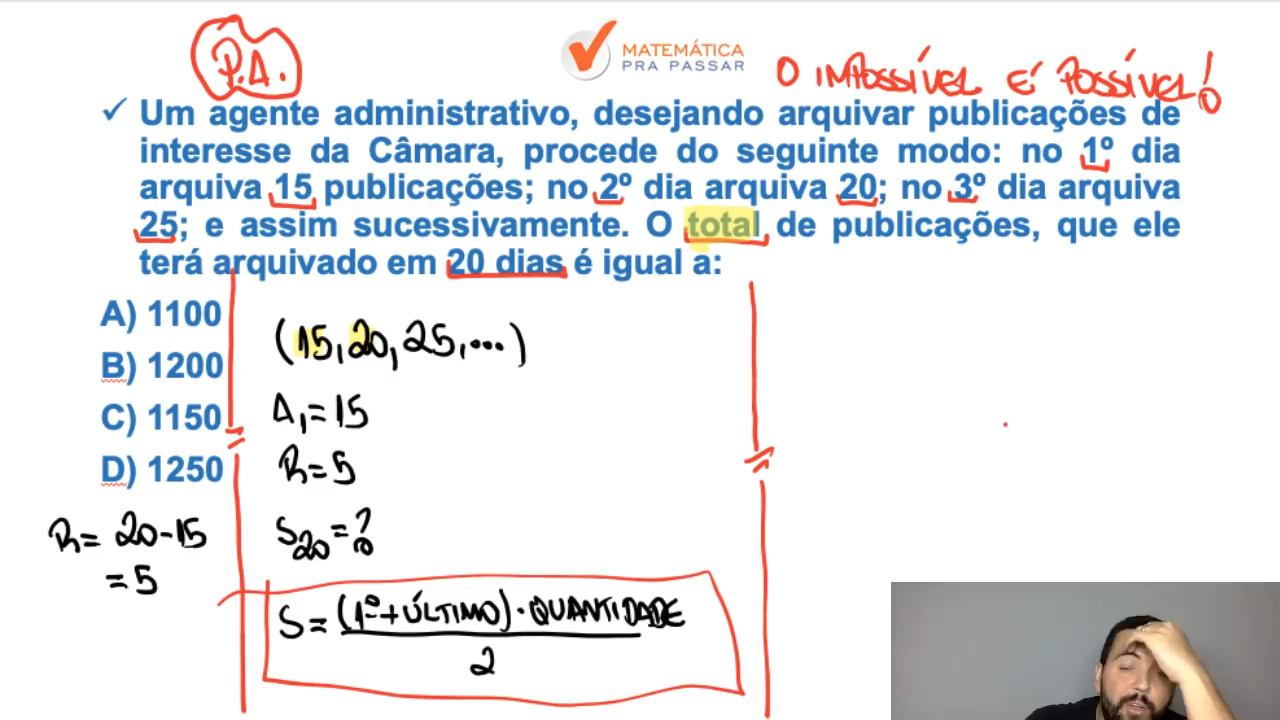 P.A.
MATEMÁTICA
PRA PASSAR
O IMPOSSÍVEL É POSSÍVEL!
✓ Um agente administrativo, desejando arquivar publicações de
interesse da Câmara, procede do seguinte modo: no 1º dia
arquiva 15 publicações; no 2º dia arquiva 20; no 3º dia arquiva
25; e assim sucessivamente. O total de publicações, que ele
terá arquivado em 20 dias é igual a:
A) 1100
B) 1200
C) 1150
D) 1250
R = 20 - 15
= 5
(15, 20, 25, ...)
A₁ = 15
R = 5
S₂₀ = ?
S = (1º + ÚLTIMO) · QUANTIDADE
2